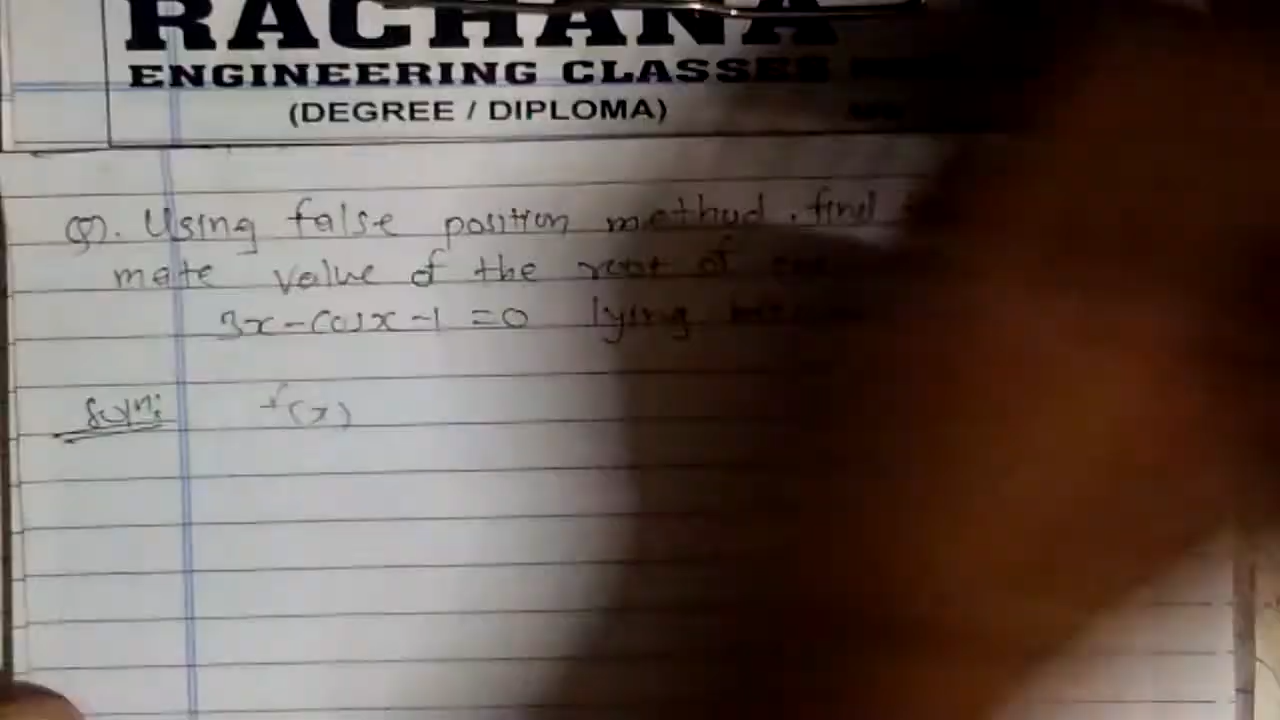 RACHANA
ENGINEERING CLASSES
(DEGREE / DIPLOMA)
Q). Using false position method, find
mate value of the root of
3x-cosx-1 =0 lying
Soln: f(x)